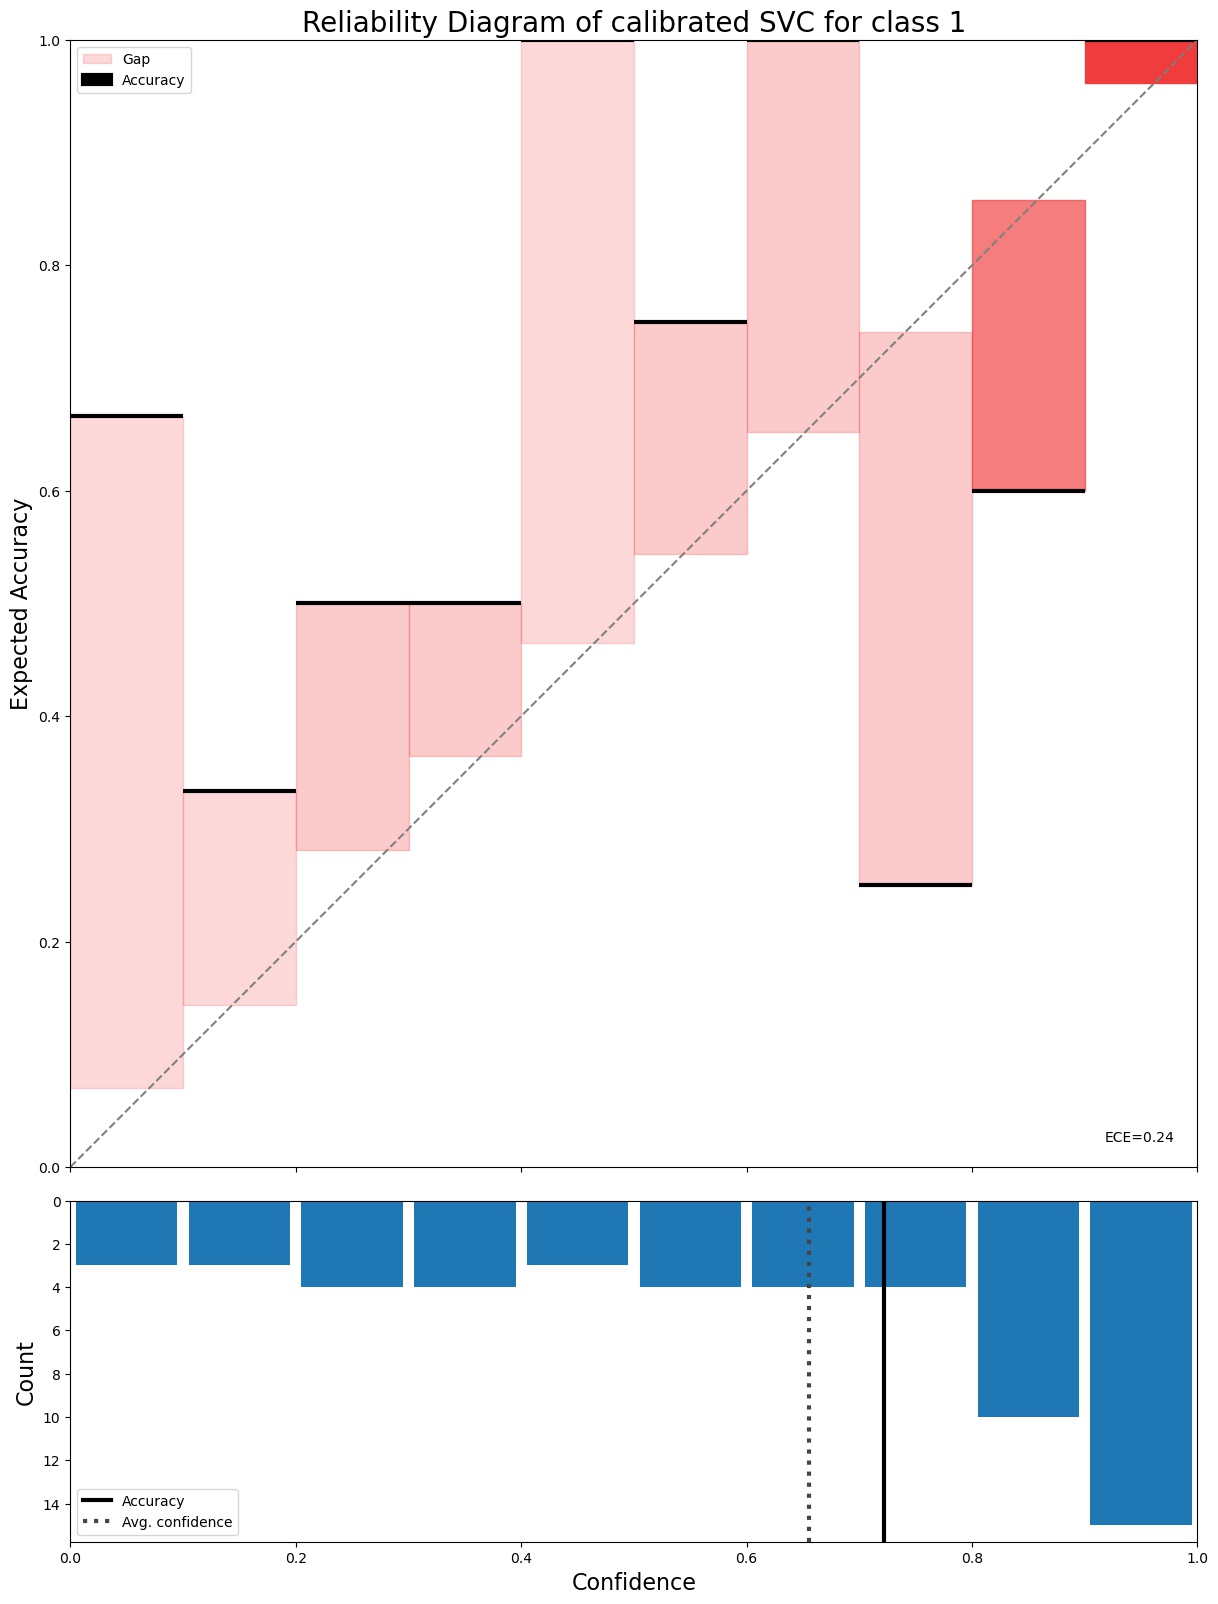 Reliability Diagram of calibrated SVC for class 1
1.0
Gap
Accuracy
0.8
0.6
Expected Accuracy
0.4
0.2
ECE=0.24
0.0
0
2
4
6
Count
8
10
12
14
Accuracy
Avg. confidence
0.0 0.2 0.4 0.6 0.8 1.0
Confidence